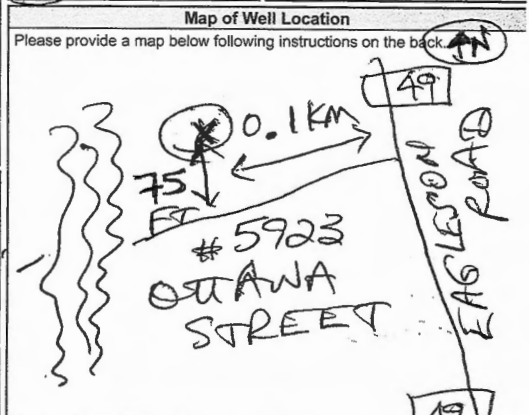 Map of Well Location
Please provide a map below following instructions on the back.
N
49
0.1KM
75
FT
# 5923
OTTAWA
STREET
EAGLESON
ROAD
49